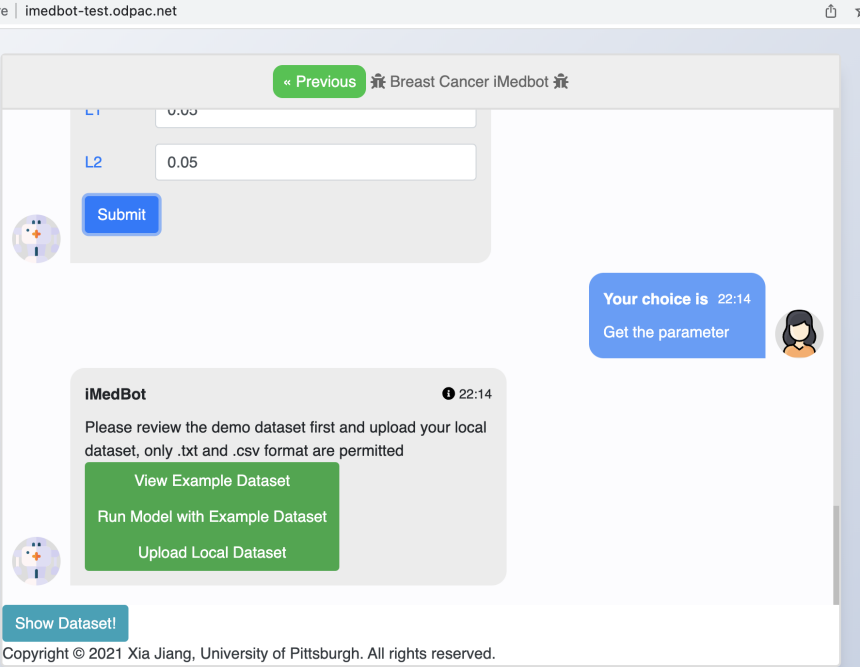 e imedbot-test.odpac.net
« Previous Breast Cancer iMedbot
L1 0.05
L2 0.05
Submit
Your choice is 22:14
Get the parameter
iMedBot 22:14
Please review the demo dataset first and upload your local
dataset, only .txt and .csv format are permitted
View Example Dataset
Run Model with Example Dataset
Upload Local Dataset
Show Dataset!
Copyright © 2021 Xia Jiang, University of Pittsburgh. All rights reserved.